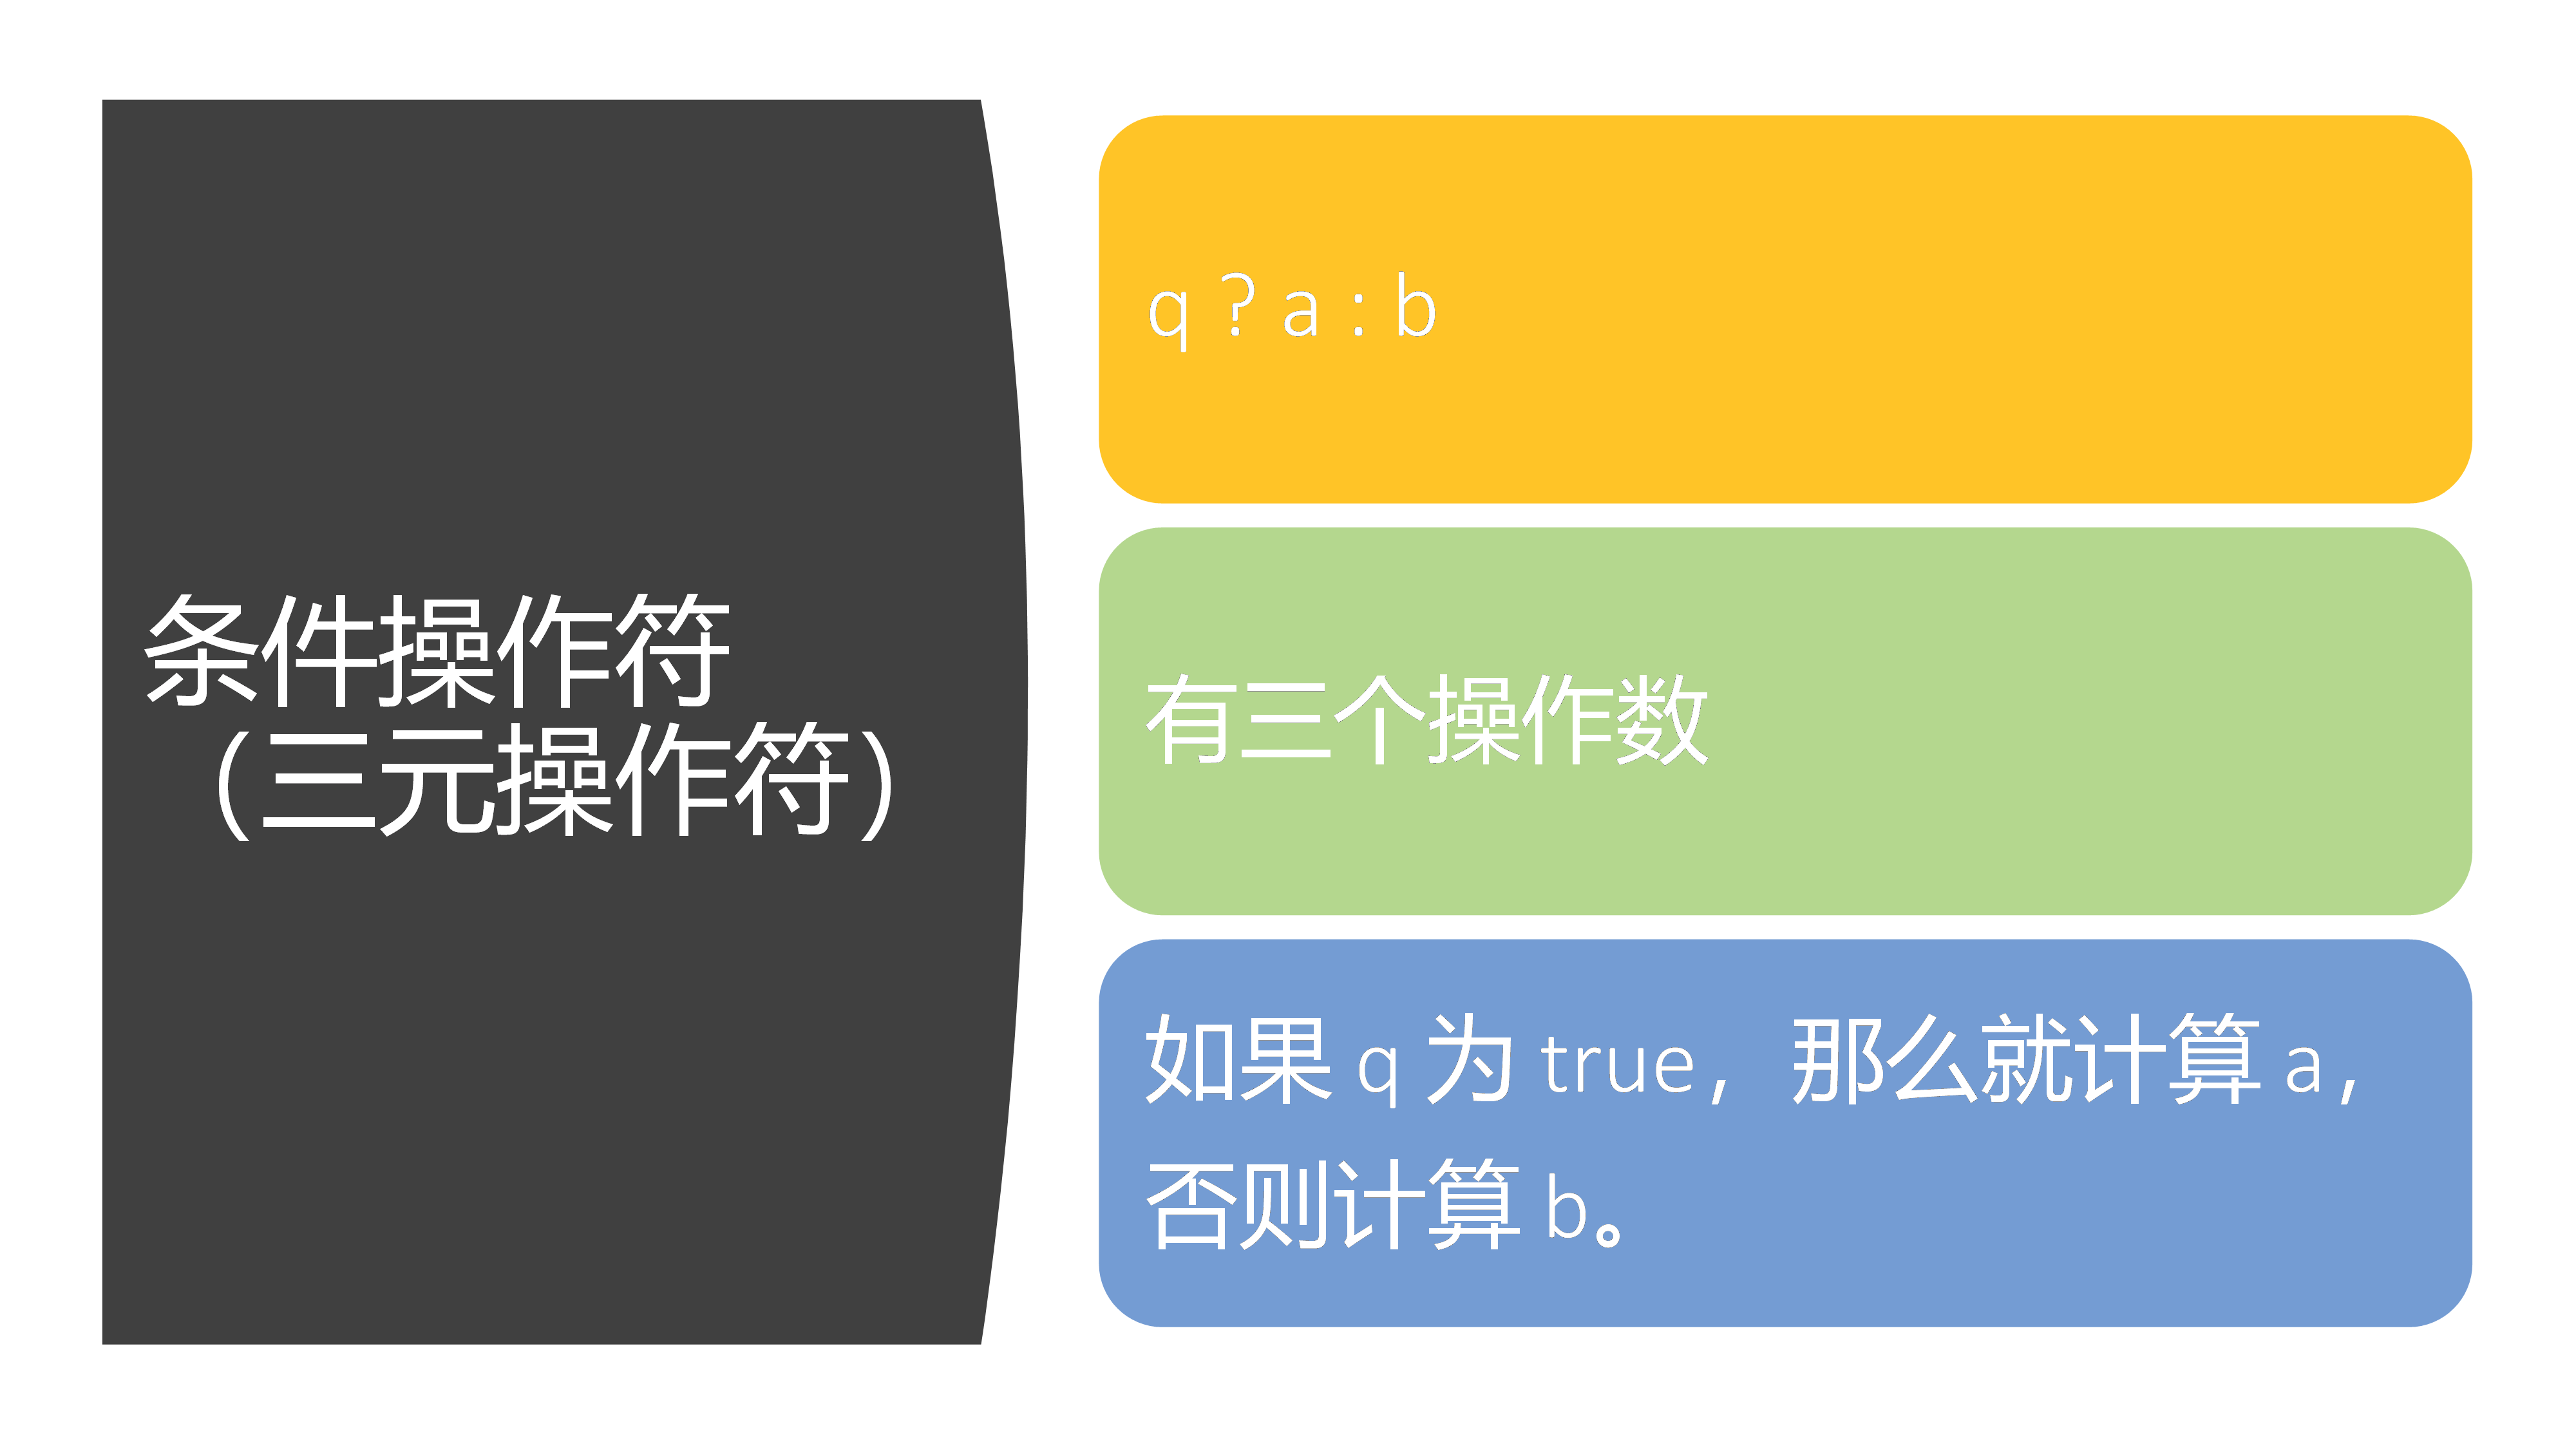 条件操作符
（三元操作符）
q ? a : b
有三个操作数
如果 q 为 true，那么就计算 a，
否则计算 b。